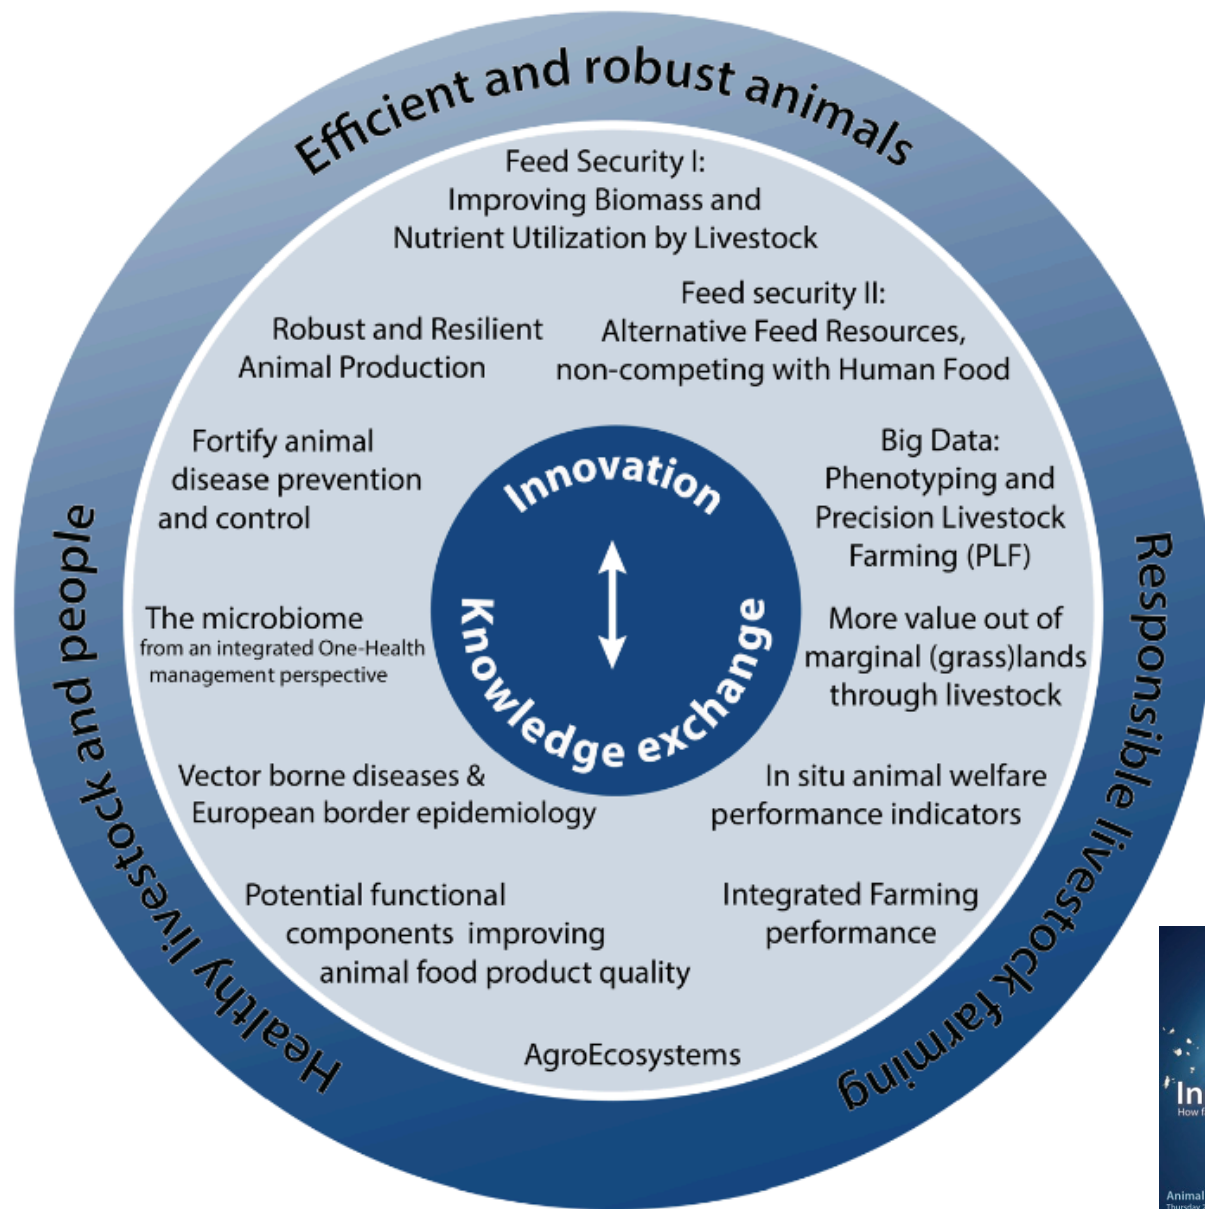 Efficient and robust animals
Feed Security I:
Improving Biomass and
Nutrient Utilization by Livestock
Feed security II:
Alternative Feed Resources,
non-competing with Human Food
Robust and Resilient
Animal Production
Fortify animal
disease prevention
and control
Big Data:
Phenotyping and
Precision Livestock
Farming (PLF)
Innovation
Knowledge exchange
The microbiome
from an integrated One-Health
management perspective
More value out of
marginal (grass)lands
through livestock
Vector borne diseases &
European border epidemiology
In situ animal welfare
performance indicators
Potential functional
components improving
animal food product quality
Integrated Farming
performance
AgroEcosystems
Healthy livestock and people
Responsible livestock farming
In
How f
Animal
Thursday 2